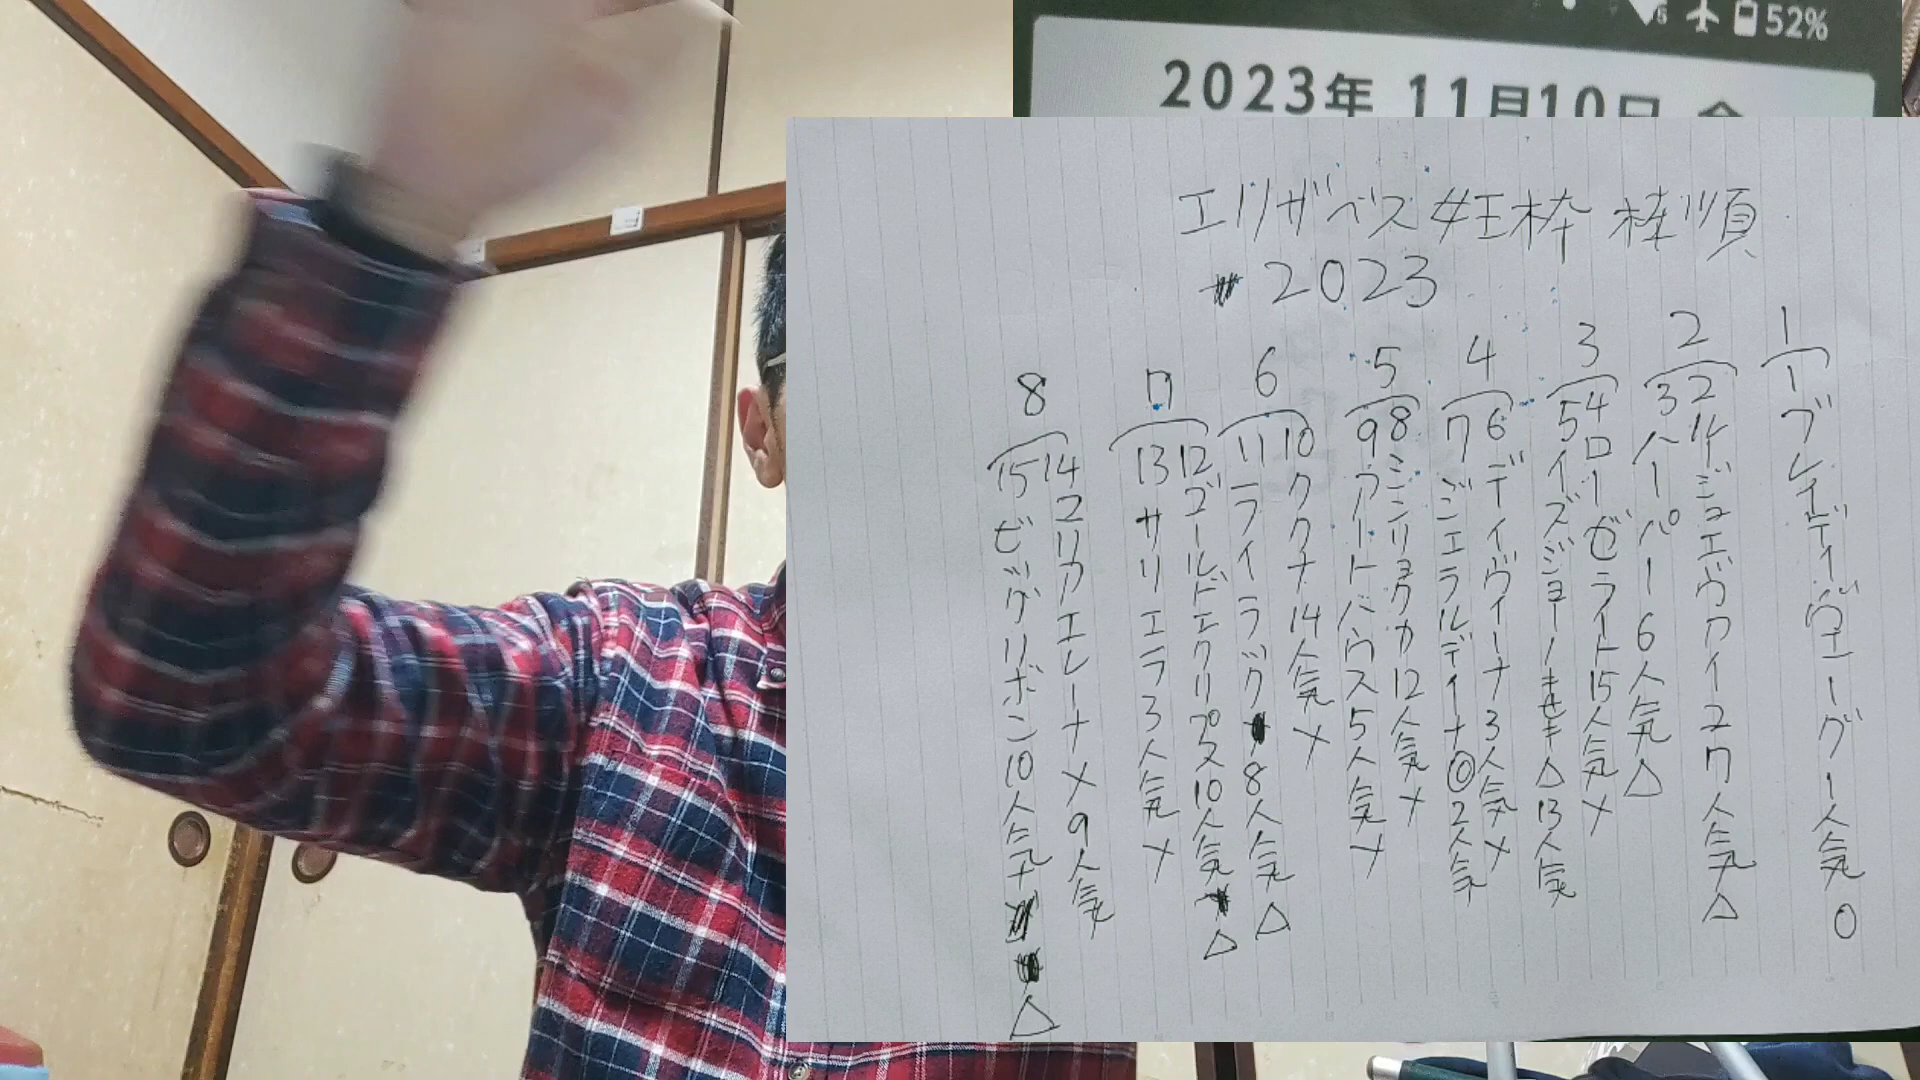 52%
2023年 11月10日 金
エリザベス女王杯 枠順
2023
1
1 ブレイディヴェーグ 1人気 ○
2
2 ルージュエヴァイユ 7人気 △
3 ハーパー 6人気 △
3
4 ローゼライト 15人気 ×
5 イズジョーノキセキ △ 13人気
4
6 ディヴィーナ 3人気 ×
7 ジェラルディーナ ◎ 2人気
5
8 シンリョクカ 12人気 ×
9 アートハウス 5人気 ×
6
10 ククナ 14人気 ×
11 ライラック 8人気 △
7
12 ゴールドエクリプス 10人気 △
13 サリエラ 3人気 ×
8
14 マリアエレーナ × 9人気
15 ビッグリボン 10人気 △